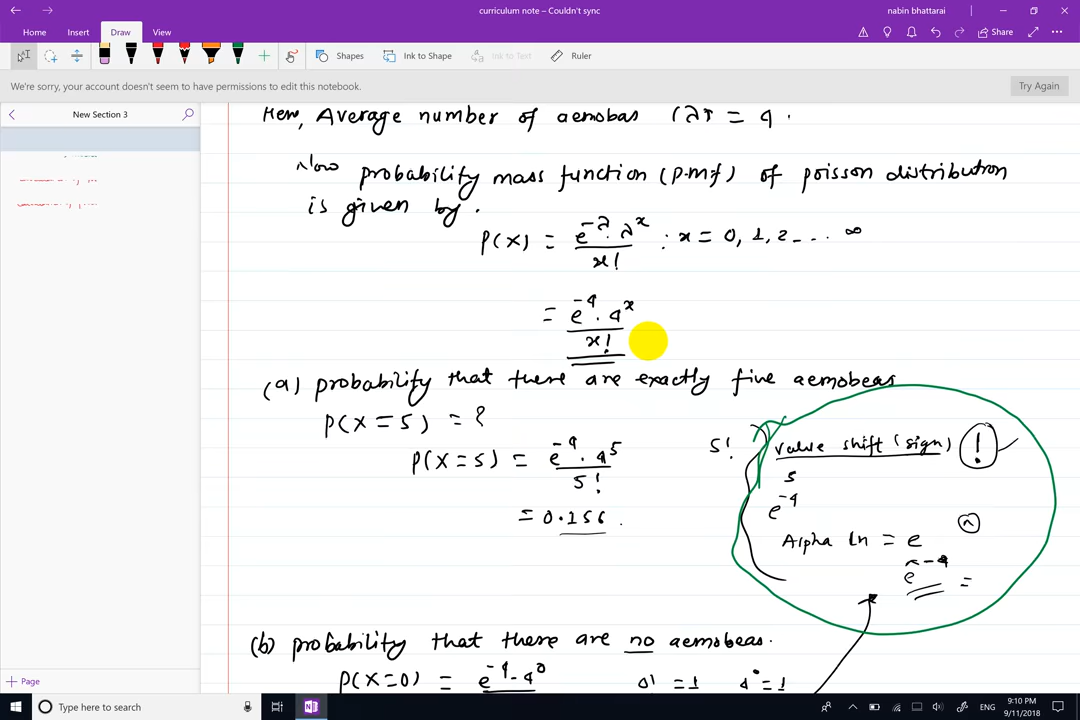 curriculum note – Couldn't sync
nabin bhattarai
Home Insert Draw View
Share
Shapes Ink to Shape Ink to Text Ruler
We're sorry, your account doesn't seem to have permissions to edit this notebook.
Try Again
New Section 3
Here, Average number of aemobas (λ) = 4.
Now probability mass function (p.m.f) of poisson distribution
is given by.
P(X) = e^-λ . λ^x / x! : x = 0, 1, 2 - . . . ∞
= e^-4 . 4^x / x!
(a) probability that there are exactly five aemobeas
P(X=5) = ?
P(X=5) = e^-4 . 4^5 / 5!
= 0.156.
5!
value shift (sign) !
5
e^-4
Alpha ln = e ^
e^-4 =
(b) probability that there are no aemobeas.
P(X=0) = e^-4 - 4^0
0! = 1 4^0 = 1
+ Page
Type here to search
ENG
9:10 PM
9/11/2018